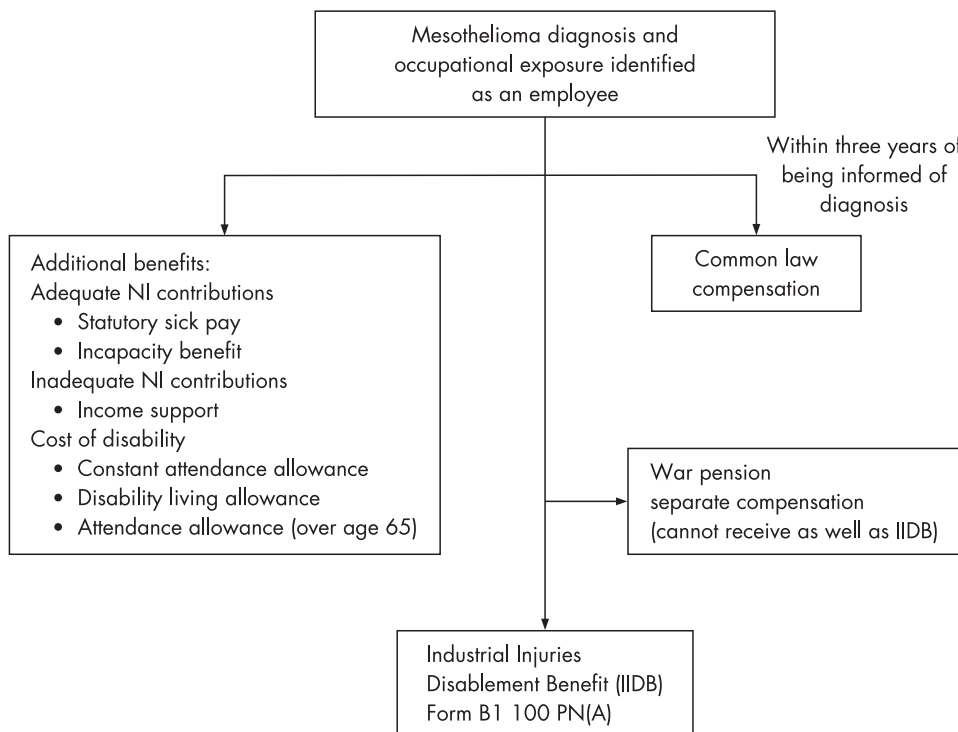 Mesothelioma diagnosis and
occupational exposure identified
as an employee
Within three years of
being informed of
diagnosis
Additional benefits:
Adequate NI contributions
• Statutory sick pay
• Incapacity benefit
Inadequate NI contributions
• Income support
Cost of disability
• Constant attendance allowance
• Disability living allowance
• Attendance allowance (over age 65)
Common law
compensation
War pension
separate compensation
(cannot receive as well as IIDB)
Industrial Injuries
Disablement Benefit (IIDB)
Form B1 100 PN(A)